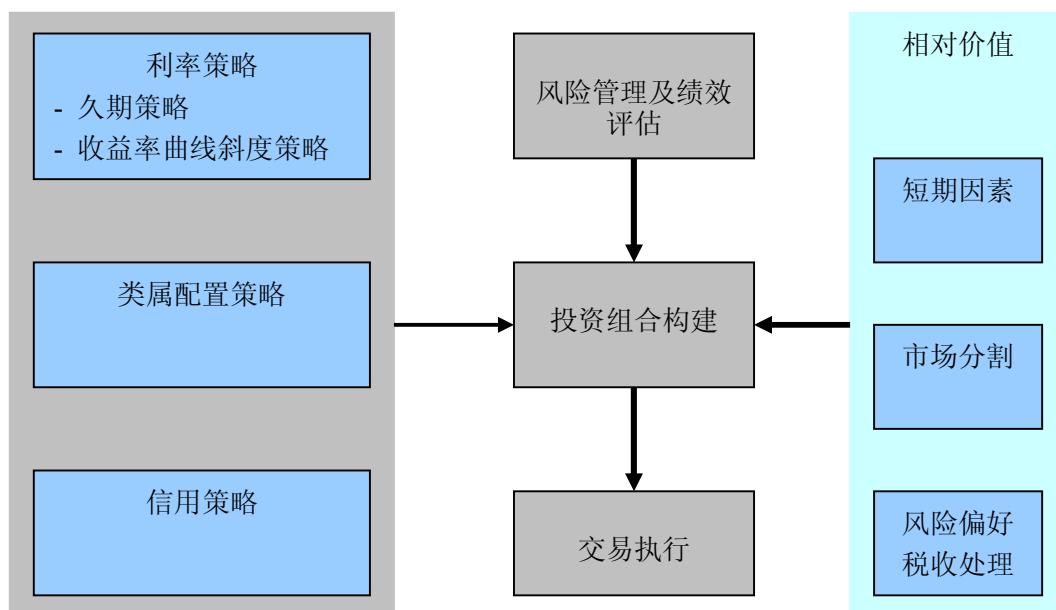 利率策略
- 久期策略
- 收益率曲线斜度策略
类属配置策略
信用策略
风险管理及绩效
评估
投资组合构建
交易执行
相对价值
短期因素
市场分割
风险偏好
税收处理